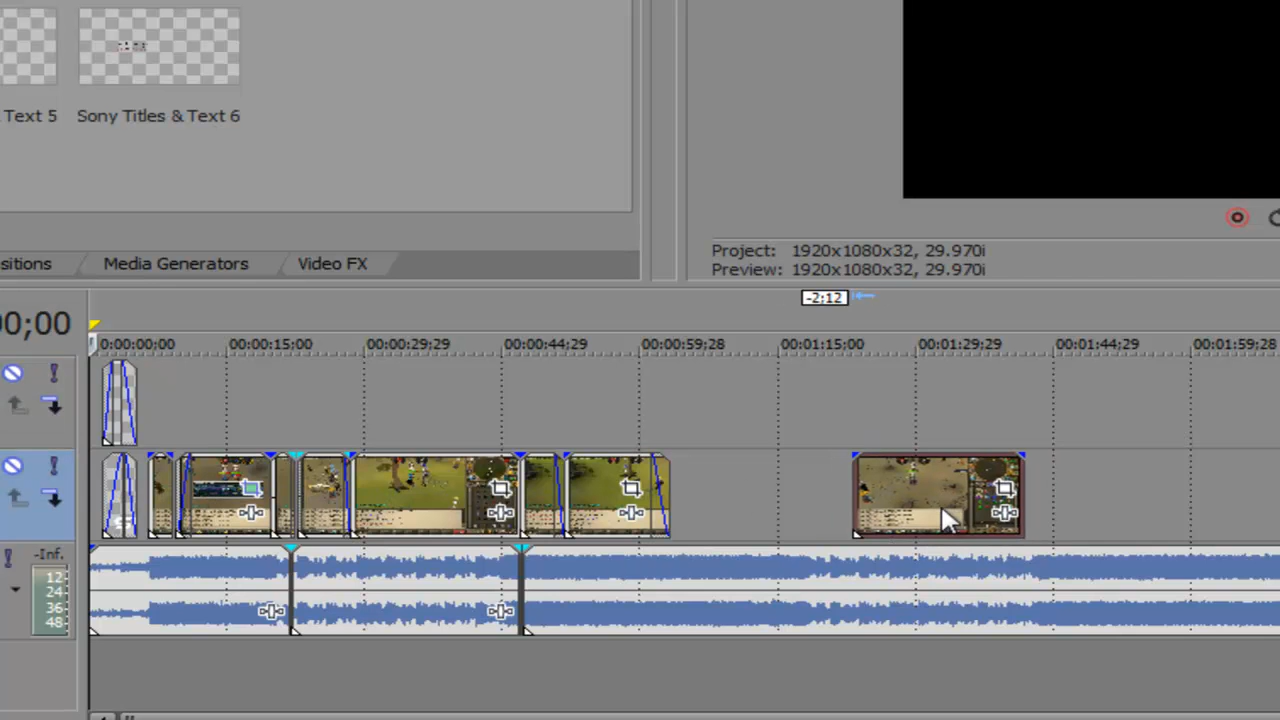 Text 5
Sony Titles & Text 6
sitions
Media Generators
Video FX
Project: 1920x1080x32, 29.970i
Preview: 1920x1080x32, 29.970i
-2;12
00;00
0:00:00;00
00:00:15;00
00:00:29;29
00:00:44;29
00:00:59;28
00:01:15;00
00:01:29;29
00:01:44;29
00:01:59;28
-Inf.
12
24
36
48